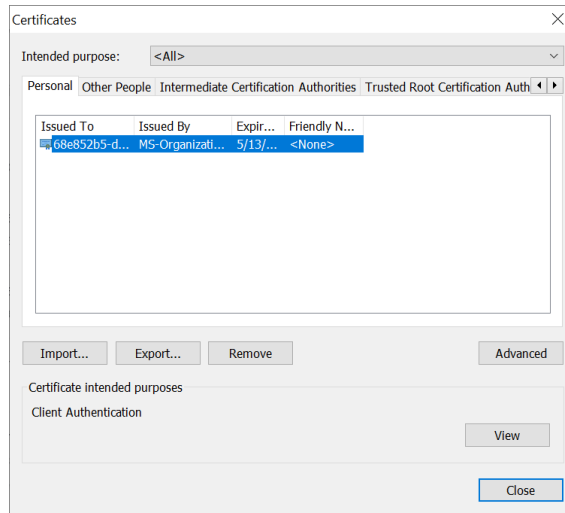 Certificates
Intended purpose: <All>
Personal Other People Intermediate Certification Authorities Trusted Root Certification Auth
Issued To Issued By Expir... Friendly N...
68e852b5-d... MS-Organizati... 5/13/... <None>
Import... Export... Remove Advanced
Certificate intended purposes
Client Authentication
View
Close